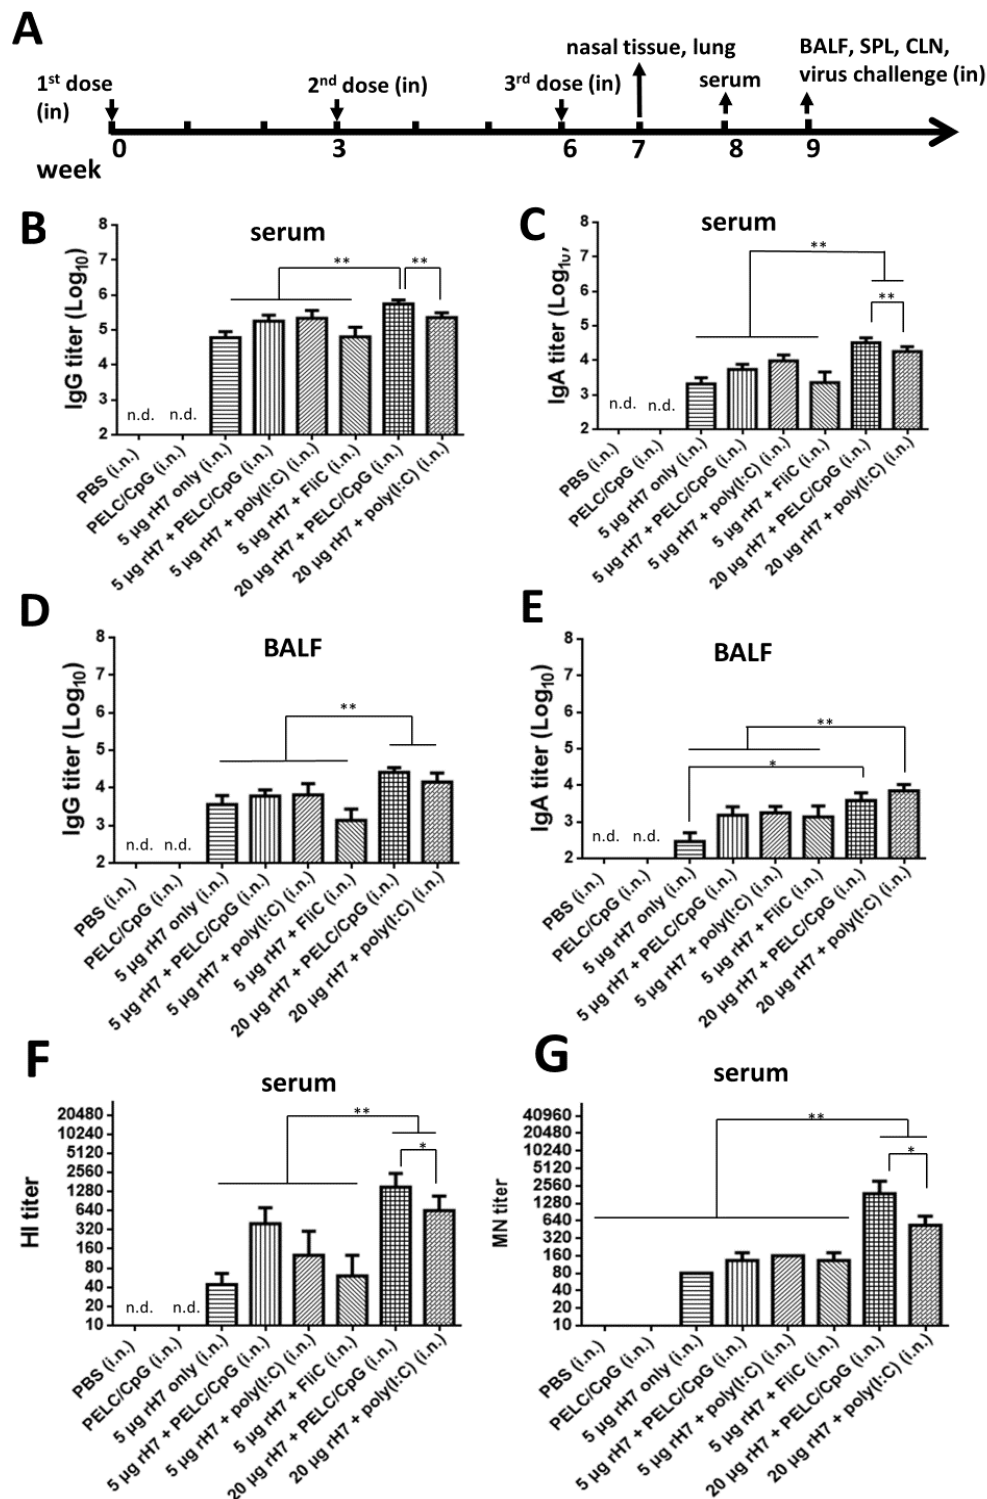 A
nasal tissue, lung
BALF, SPL, CLN,
virus challenge (in)
1st dose
(in)
2nd dose (in)
3rd dose (in)
serum
0 3 6 7 8 9
week
B
serum
IgG titer (Log10)
8
7
6
5
4
3
2
** **
n.d. n.d.
PBS (i.n.)
PELC/CpG (i.n.)
5 µg rH7 only (i.n.)
5 µg rH7 + PELC/CpG (i.n.)
5 µg rH7 + poly(I:C) (i.n.)
5 µg rH7 + FliC (i.n.)
20 µg rH7 + PELC/CpG (i.n.)
20 µg rH7 + poly(I:C) (i.n.)
C
serum
IgA titer (Log10,
8
7
6
5
4
3
2
**
**
n.d. n.d.
PBS (i.n.)
PELC/CpG (i.n.)
5 µg rH7 only (i.n.)
5 µg rH7 + PELC/CpG (i.n.)
5 µg rH7 + poly(I:C) (i.n.)
5 µg rH7 + FliC (i.n.)
20 µg rH7 + PELC/CpG (i.n.)
20 µg rH7 + poly(I:C) (i.n.)
D
BALF
IgG titer (Log10)
8
7
6
5
4
3
2
**
n.d. n.d.
PBS (i.n.)
PELC/CpG (i.n.)
5 µg rH7 only (i.n.)
5 µg rH7 + PELC/CpG (i.n.)
5 µg rH7 + poly(I:C) (i.n.)
5 µg rH7 + FliC (i.n.)
20 µg rH7 + PELC/CpG (i.n.)
20 µg rH7 + poly(I:C) (i.n.)
E
BALF
IgA titer (Log10)
8
7
6
5
4
3
2
**
*
n.d. n.d.
PBS (i.n.)
PELC/CpG (i.n.)
5 µg rH7 only (i.n.)
5 µg rH7 + PELC/CpG (i.n.)
5 µg rH7 + poly(I:C) (i.n.)
5 µg rH7 + FliC (i.n.)
20 µg rH7 + PELC/CpG (i.n.)
20 µg rH7 + poly(I:C) (i.n.)
F
serum
HI titer
20480
10240
5120
2560
1280
640
320
160
80
40
20
10
**
*
n.d. n.d.
PBS (i.n.)
PELC/CpG (i.n.)
5 µg rH7 only (i.n.)
5 µg rH7 + PELC/CpG (i.n.)
5 µg rH7 + poly(I:C) (i.n.)
5 µg rH7 + FliC (i.n.)
20 µg rH7 + PELC/CpG (i.n.)
20 µg rH7 + poly(I:C) (i.n.)
G
serum
MN titer
40960
20480
10240
5120
2560
1280
640
320
160
80
40
20
10
**
*
PBS (i.n.)
PELC/CpG (i.n.)
5 µg rH7 only (i.n.)
5 µg rH7 + PELC/CpG (i.n.)
5 µg rH7 + poly(I:C) (i.n.)
5 µg rH7 + FliC (i.n.)
20 µg rH7 + PELC/CpG (i.n.)
20 µg rH7 + poly(I:C) (i.n.)